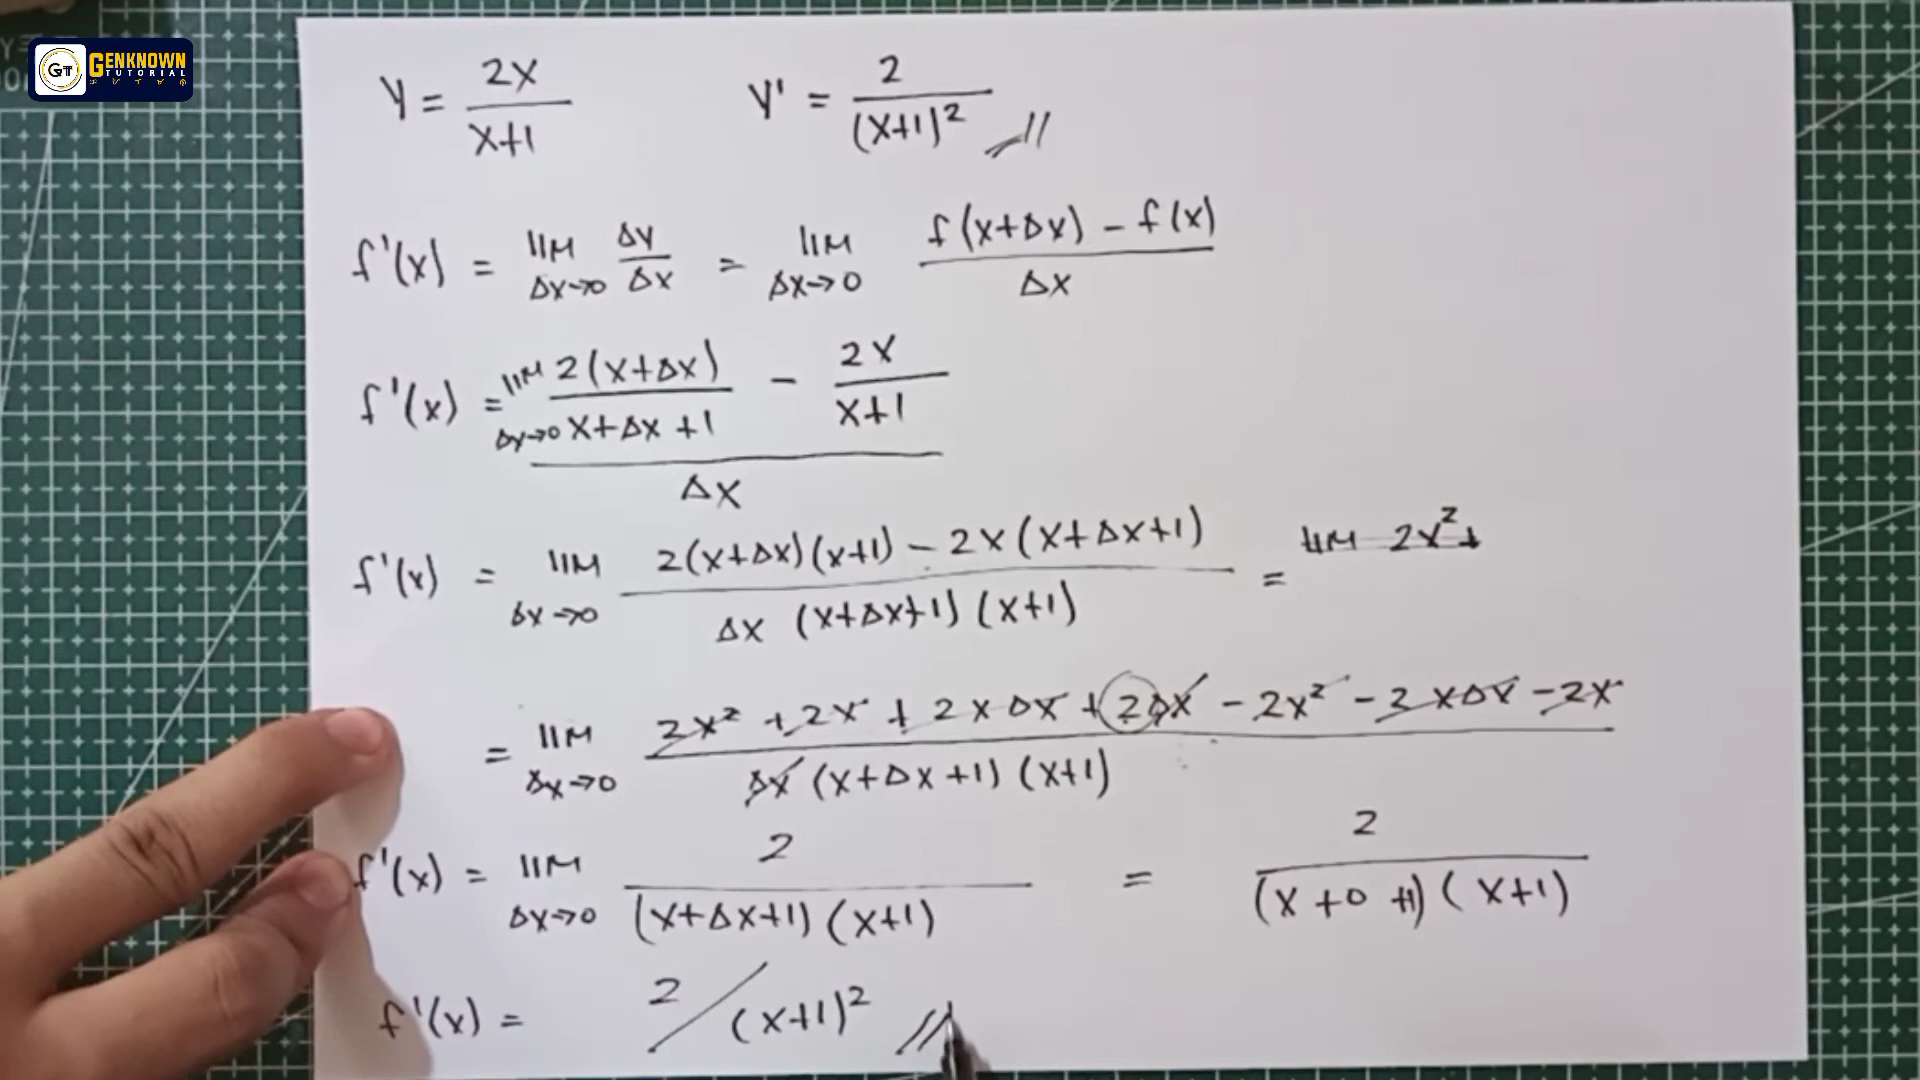 GT GENKNOWN
TUTORIAL
Y = 2X / X+1    Y' = 2 / (X+1)² //
f'(x) = lim Δx→0 Δy/Δx = lim Δx→0 f(x+Δx) - f(x) / Δx
f'(x) = lim Δx→0 2(x+Δx) / x+Δx+1 - 2x / x+1
Δx
f'(x) = lim Δx→0 2(x+Δx)(x+1) - 2x(x+Δx+1) / Δx (x+Δx+1)(x+1) = lim 2x²+
= lim Δx→0 2x² + 2x + 2xΔx + 2Δx - 2x² - 2xΔx - 2x / Δx (x+Δx+1)(x+1)
f'(x) = lim Δx→0 2 / (x+Δx+1)(x+1) = 2 / (x+0+1)(x+1)
f'(x) = 2/(x+1)² //